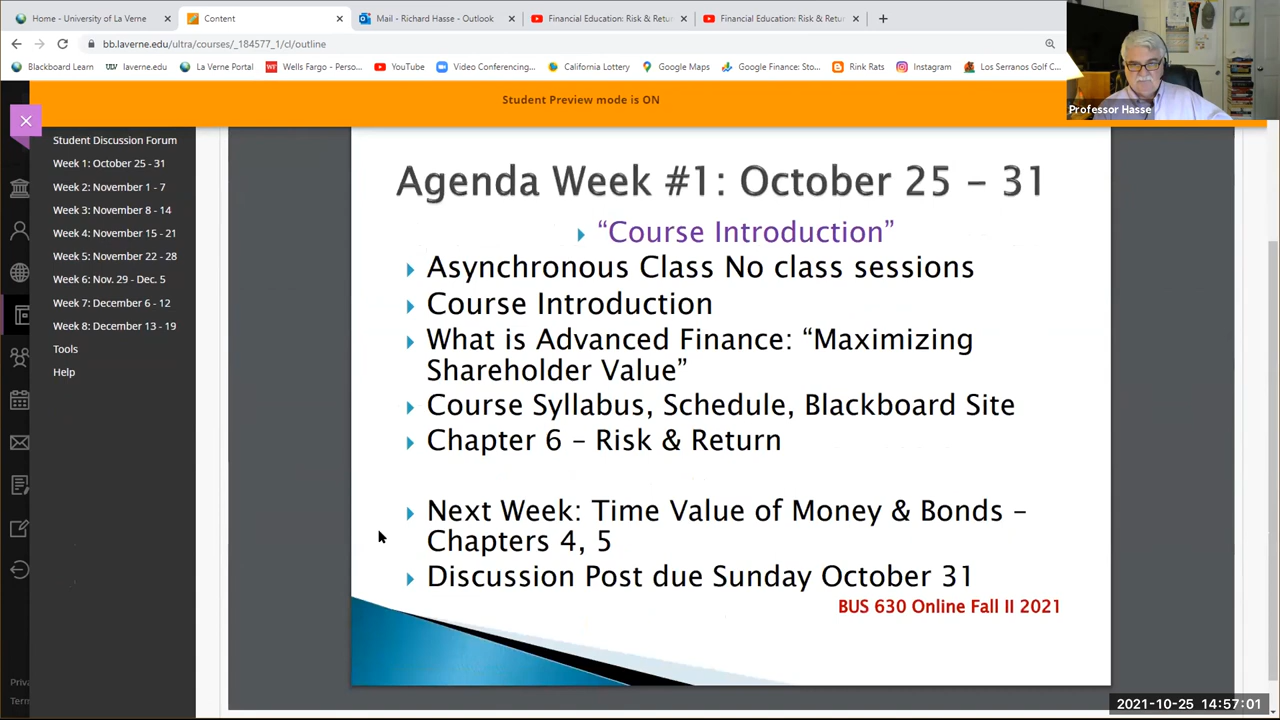 Home - University of La Verne
Content
Mail - Richard Hasse - Outlook
Financial Education: Risk & Retu
Financial Education: Risk & Retu
bb.laverne.edu/ultra/courses/_184577_1/cl/outline
Blackboard Learn
laverne.edu
La Verne Portal
Wells Fargo - Perso...
YouTube
Video Conferencing...
California Lottery
Google Maps
Google Finance: Sto...
Rink Rats
Instagram
Los Serranos Golf C...
Student Preview mode is ON
Professor Hasse
Student Discussion Forum
Week 1: October 25 - 31
Week 2: November 1 - 7
Week 3: November 8 - 14
Week 4: November 15 - 21
Week 5: November 22 - 28
Week 6: Nov. 29 - Dec. 5
Week 7: December 6 - 12
Week 8: December 13 - 19
Tools
Help
Priva
Term
Agenda Week #1: October 25 – 31
“Course Introduction”
Asynchronous Class No class sessions
Course Introduction
What is Advanced Finance: “Maximizing
Shareholder Value”
Course Syllabus, Schedule, Blackboard Site
Chapter 6 – Risk & Return
Next Week: Time Value of Money & Bonds –
Chapters 4, 5
Discussion Post due Sunday October 31
BUS 630 Online Fall II 2021
2021-10-25 14:57:01